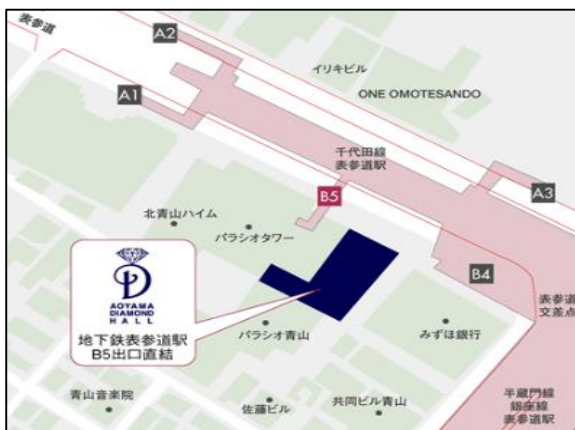 表参道
A2
イリキビル
ONE OMOTESANDO
A1
千代田線
表参道駅
B5
A3
北青山ハイム
パラシオタワー
B4
D
AOYAMA
DIAMOND
HALL
地下鉄表参道駅
B5出口直結
表参道
交差点
パラシオ青山
みずほ銀行
青山音楽院
佐藤ビル
共同ビル青山
半蔵門線
銀座線
表参道駅